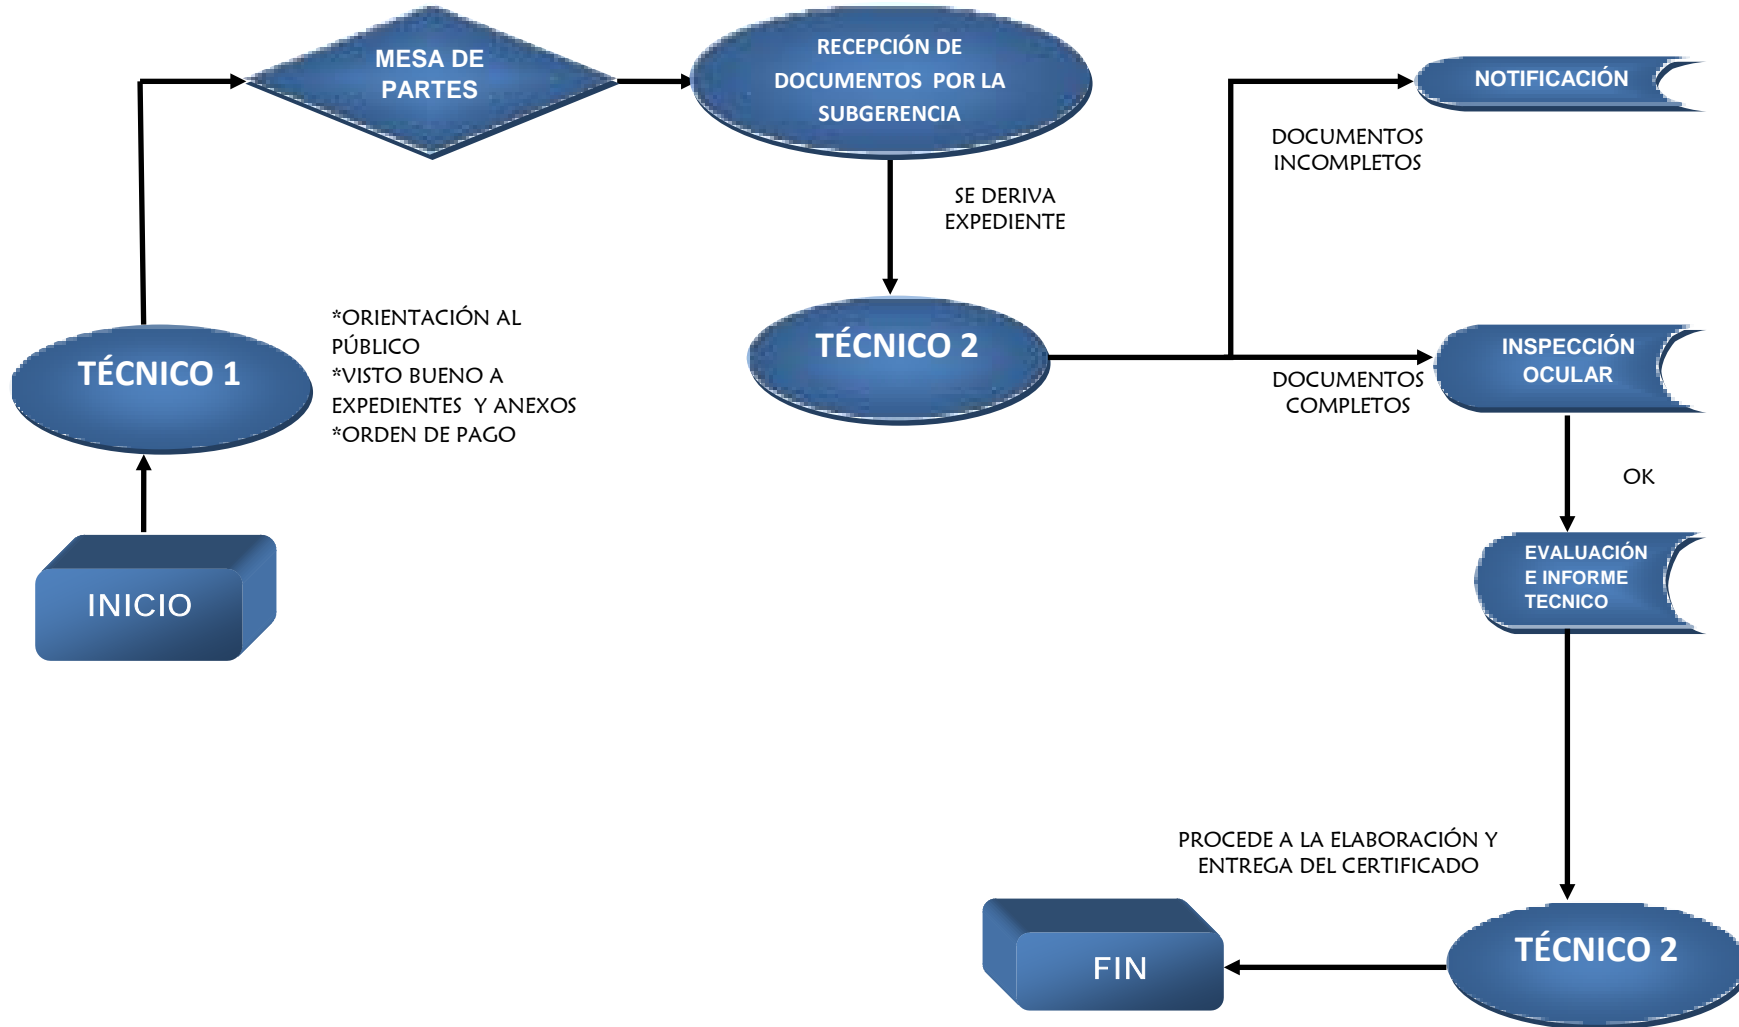 MESA DE
PARTES
RECEPCIÓN DE
DOCUMENTOS POR LA
SUBGERENCIA
NOTIFICACIÓN
DOCUMENTOS
INCOMPLETOS
SE DERIVA
EXPEDIENTE
TÉCNICO 1
*ORIENTACIÓN AL
PÚBLICO
*VISTO BUENO A
EXPEDIENTES Y ANEXOS
*ORDEN DE PAGO
TÉCNICO 2
DOCUMENTOS
COMPLETOS
INSPECCIÓN
OCULAR
OK
EVALUACIÓN
E INFORME
TECNICO
INICIO
PROCEDE A LA ELABORACIÓN Y
ENTREGA DEL CERTIFICADO
TÉCNICO 2
FIN